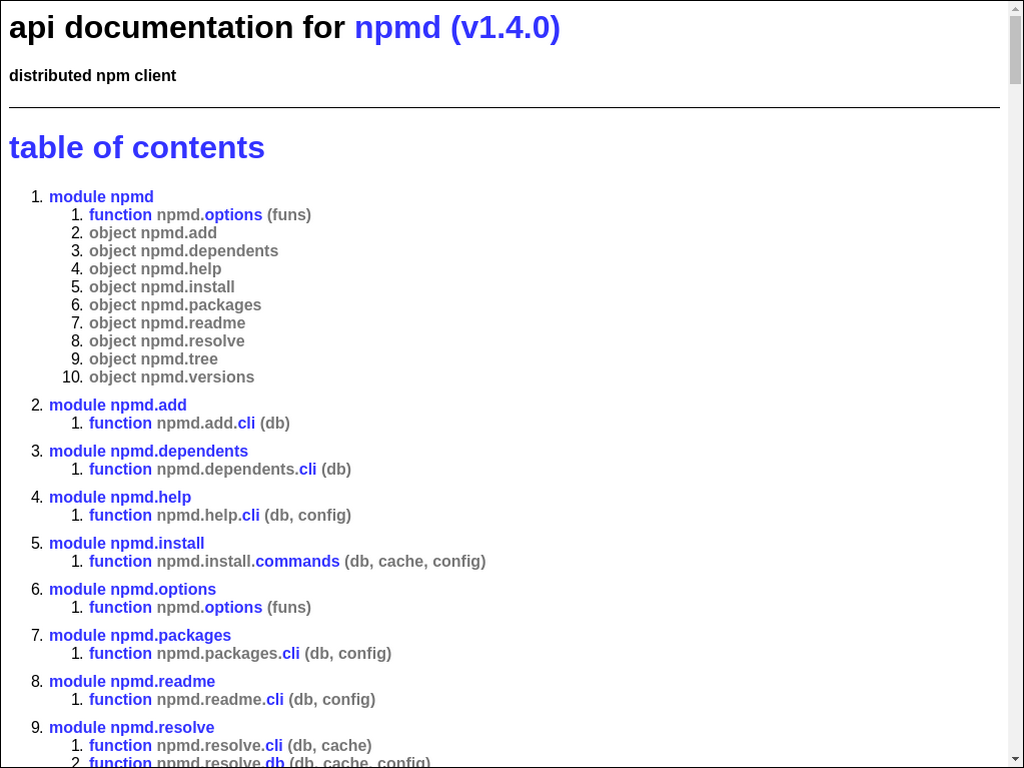 api documentation for npmd (v1.4.0)
distributed npm client
table of contents
1. module npmd
1. function npmd.options (funs)
2. object npmd.add
3. object npmd.dependents
4. object npmd.help
5. object npmd.install
6. object npmd.packages
7. object npmd.readme
8. object npmd.resolve
9. object npmd.tree
10. object npmd.versions
2. module npmd.add
1. function npmd.add.cli (db)
3. module npmd.dependents
1. function npmd.dependents.cli (db)
4. module npmd.help
1. function npmd.help.cli (db, config)
5. module npmd.install
1. function npmd.install.commands (db, cache, config)
6. module npmd.options
1. function npmd.options (funs)
7. module npmd.packages
1. function npmd.packages.cli (db, config)
8. module npmd.readme
1. function npmd.readme.cli (db, config)
9. module npmd.resolve
1. function npmd.resolve.cli (db, cache)
2. function npmd.resolve.db (db, cache, config)